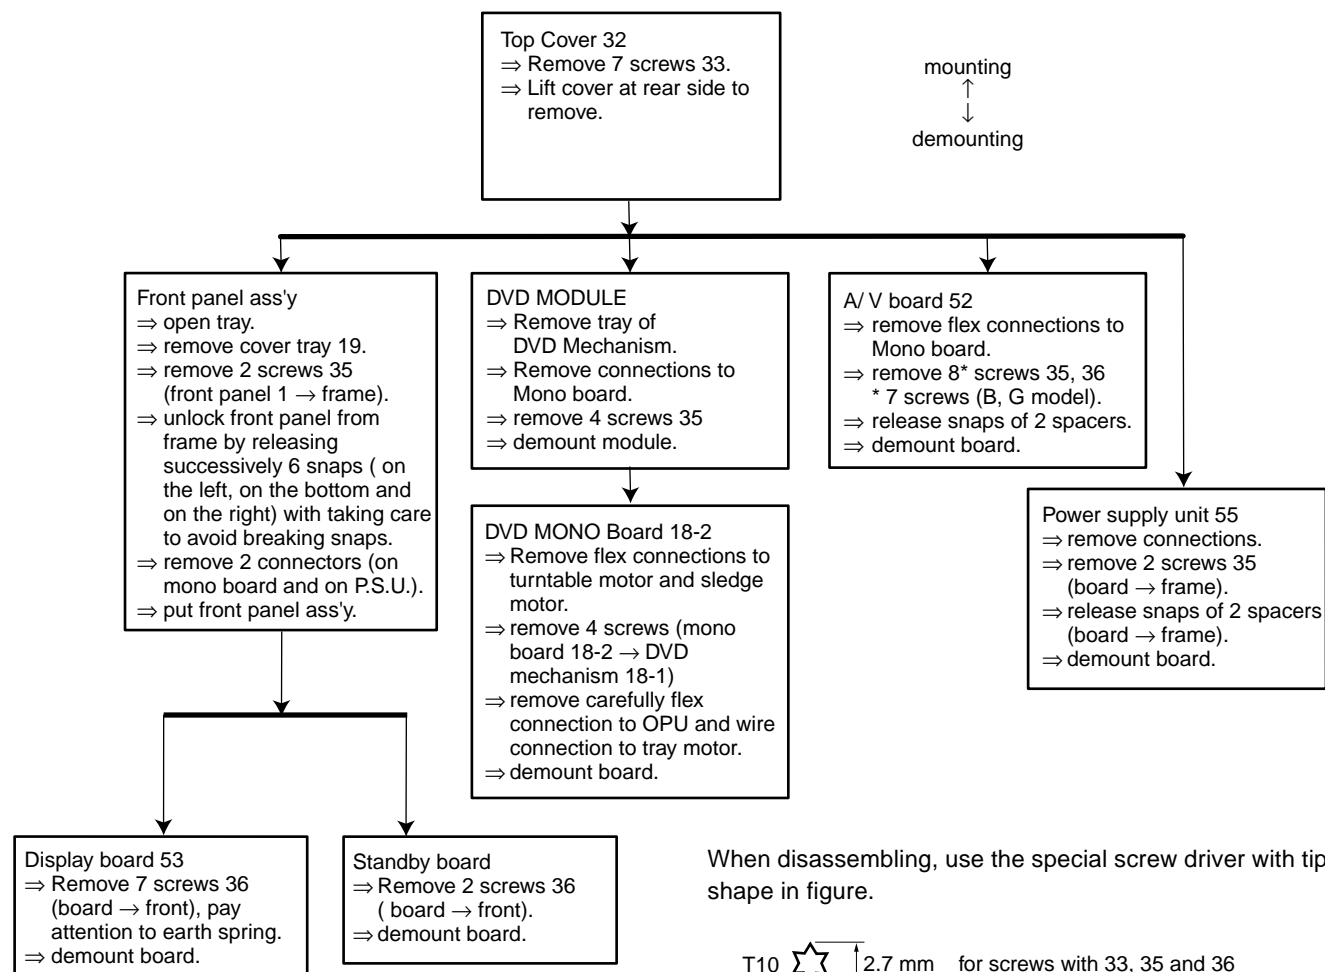 Top Cover 32
⇒ Remove 7 screws 33.
⇒ Lift cover at rear side to
remove.
mounting
↑
↓
demounting
Front panel ass'y
⇒ open tray.
⇒ remove cover tray 19.
⇒ remove 2 screws 35
(front panel 1 → frame).
⇒ unlock front panel from
frame by releasing
successively 6 snaps ( on
the left, on the bottom and
on the right) with taking care
to avoid breaking snaps.
⇒ remove 2 connectors (on
mono board and on P.S.U.).
⇒ put front panel ass'y.
DVD MODULE
⇒ Remove tray of
DVD Mechanism.
⇒ Remove connections to
Mono board.
⇒ remove 4 screws 35
⇒ demount module.
A/ V board 52
⇒ remove flex connections to
Mono board.
⇒ remove 8* screws 35, 36
* 7 screws (B, G model).
⇒ release snaps of 2 spacers.
⇒ demount board.
DVD MONO Board 18-2
⇒ Remove flex connections to
turntable motor and sledge
motor.
⇒ remove 4 screws (mono
board 18-2 → DVD
mechanism 18-1)
⇒ remove carefully flex
connection to OPU and wire
connection to tray motor.
⇒ demount board.
Power supply unit 55
⇒ remove connections.
⇒ remove 2 screws 35
(board → frame).
⇒ release snaps of 2 spacers
(board → frame).
⇒ demount board.
Display board 53
⇒ Remove 7 screws 36
(board → front), pay
attention to earth spring.
⇒ demount board.
Standby board
⇒ Remove 2 screws 36
( board → front).
⇒ demount board.
When disassembling, use the special screw driver with tip
shape in figure.
T10 2.7 mm for screws with 33, 35 and 36